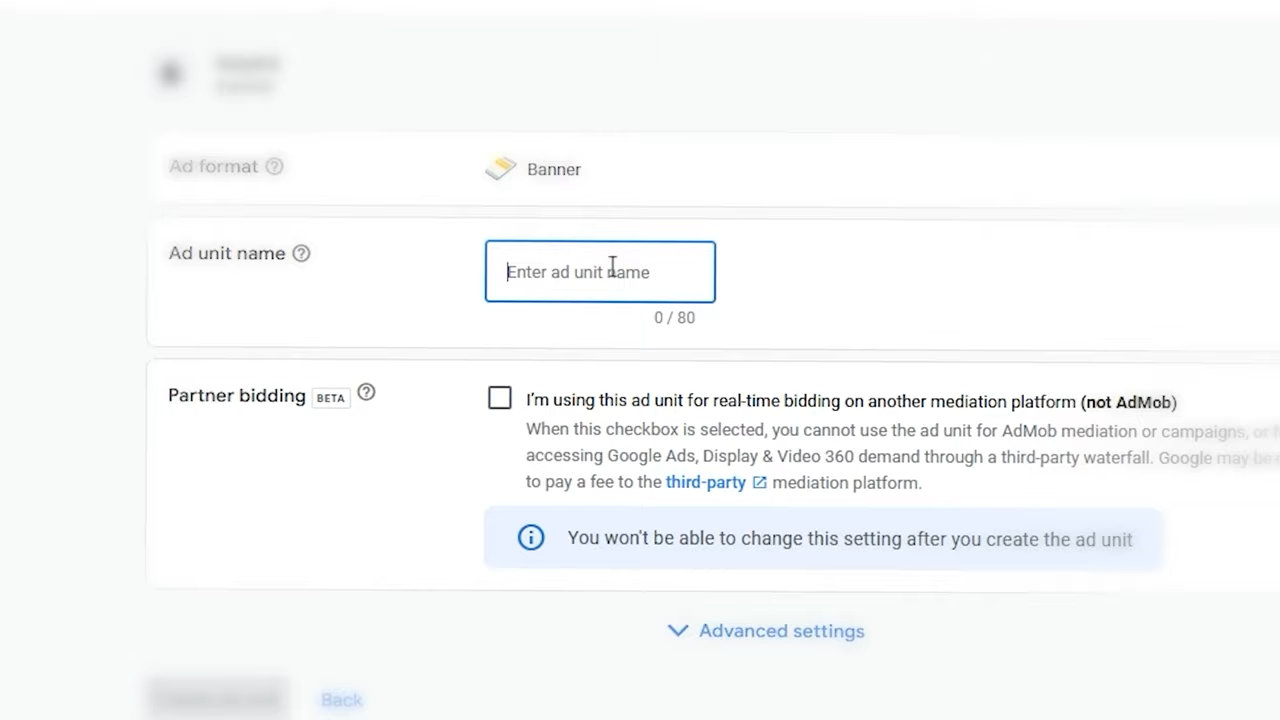 Ad format
Banner
Ad unit name
Enter ad unit name
0 / 80
Partner bidding BETA
I'm using this ad unit for real-time bidding on another mediation platform (not AdMob)
When this checkbox is selected, you cannot use the ad unit for AdMob mediation or campaigns, or
accessing Google Ads, Display & Video 360 demand through a third-party waterfall. Google may be
to pay a fee to the third-party mediation platform.
You won't be able to change this setting after you create the ad unit
Advanced settings
Back